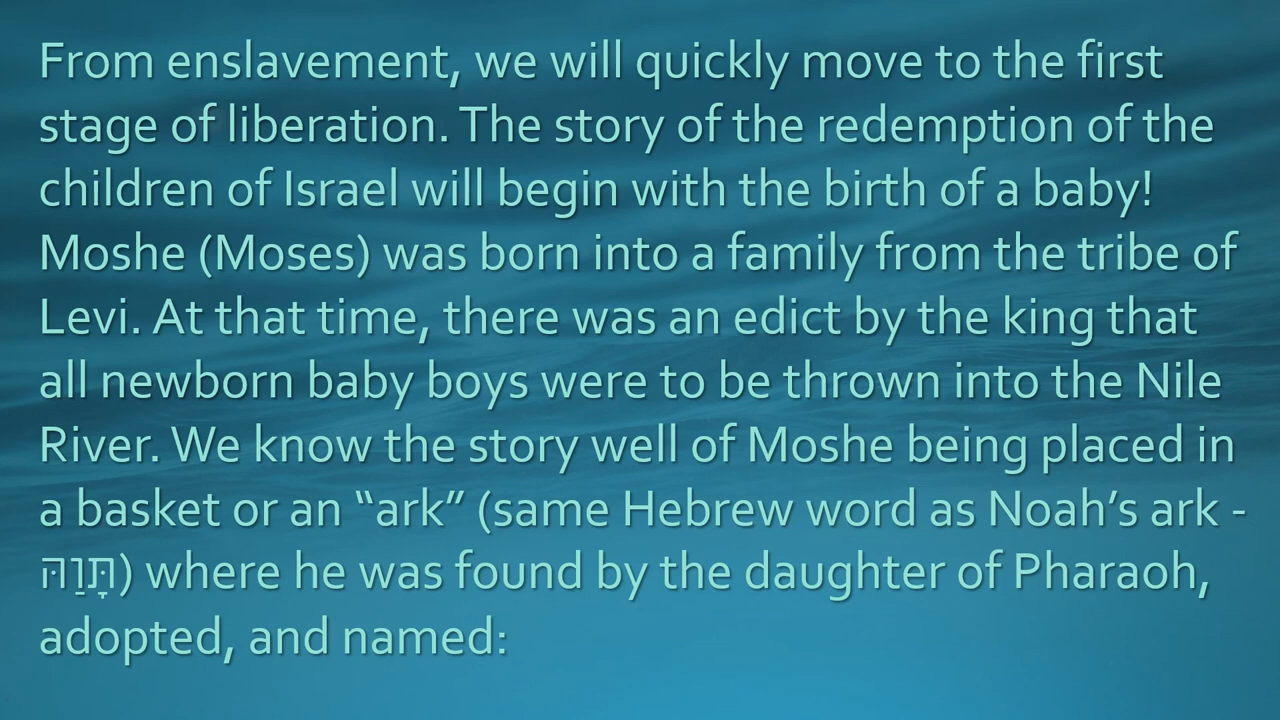 From enslavement, we will quickly move to the first
stage of liberation. The story of the redemption of the
children of Israel will begin with the birth of a baby!
Moshe (Moses) was born into a family from the tribe of
Levi. At that time, there was an edict by the king that
all newborn baby boys were to be thrown into the Nile
River. We know the story well of Moshe being placed in
a basket or an “ark” (same Hebrew word as Noah’s ark -
תָּוַהּ) where he was found by the daughter of Pharaoh,
adopted, and named: